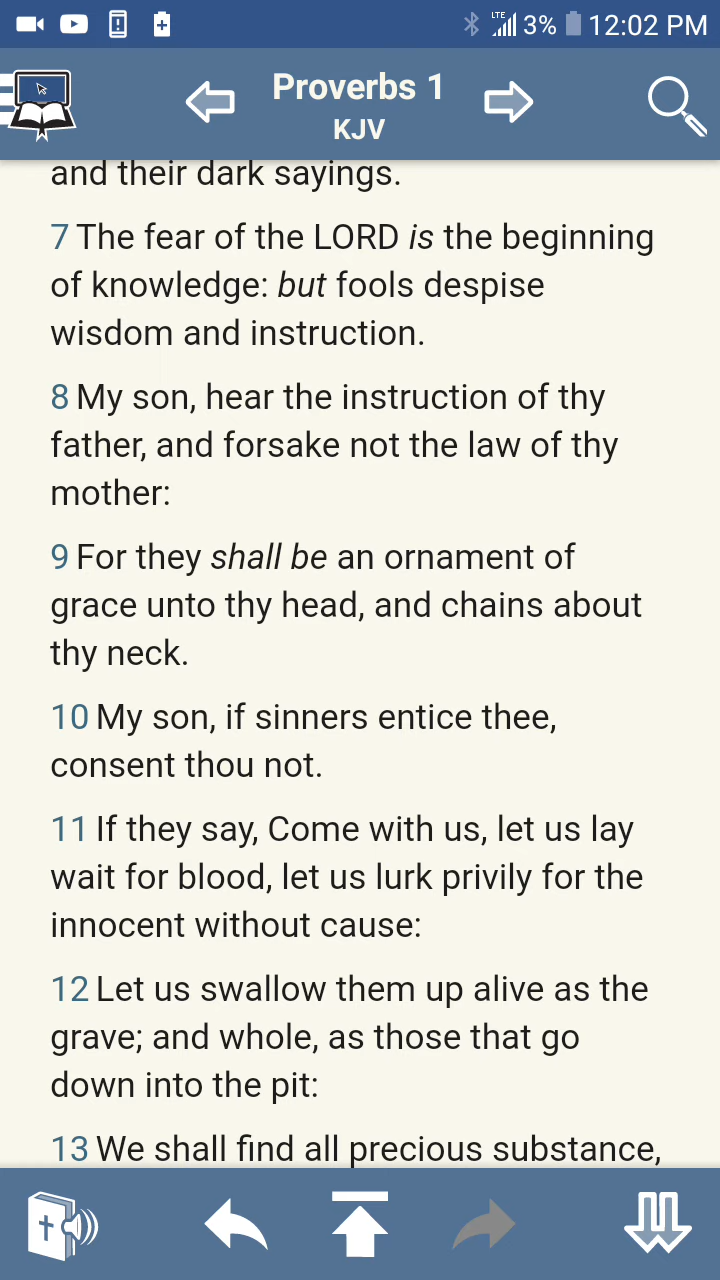 LTE 3% 12:02 PM
Proverbs 1
KJV
and their dark sayings.
7 The fear of the LORD is the beginning
of knowledge: but fools despise
wisdom and instruction.
8 My son, hear the instruction of thy
father, and forsake not the law of thy
mother:
9 For they shall be an ornament of
grace unto thy head, and chains about
thy neck.
10 My son, if sinners entice thee,
consent thou not.
11 If they say, Come with us, let us lay
wait for blood, let us lurk privily for the
innocent without cause:
12 Let us swallow them up alive as the
grave; and whole, as those that go
down into the pit:
13 We shall find all precious substance,